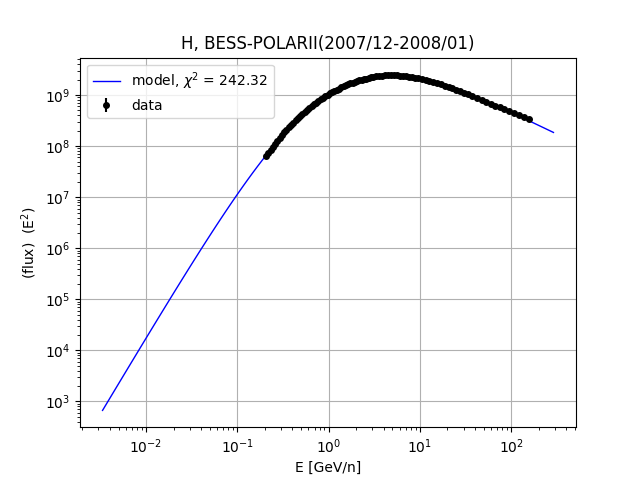 H, BESS-POLARII(2007/12-2008/01)
model, χ² = 242.32
data
(flux) (E²)
10⁹
10⁸
10⁷
10⁶
10⁵
10⁴
10³
10⁻² 10⁻¹ 10⁰ 10¹ 10²
E [GeV/n]